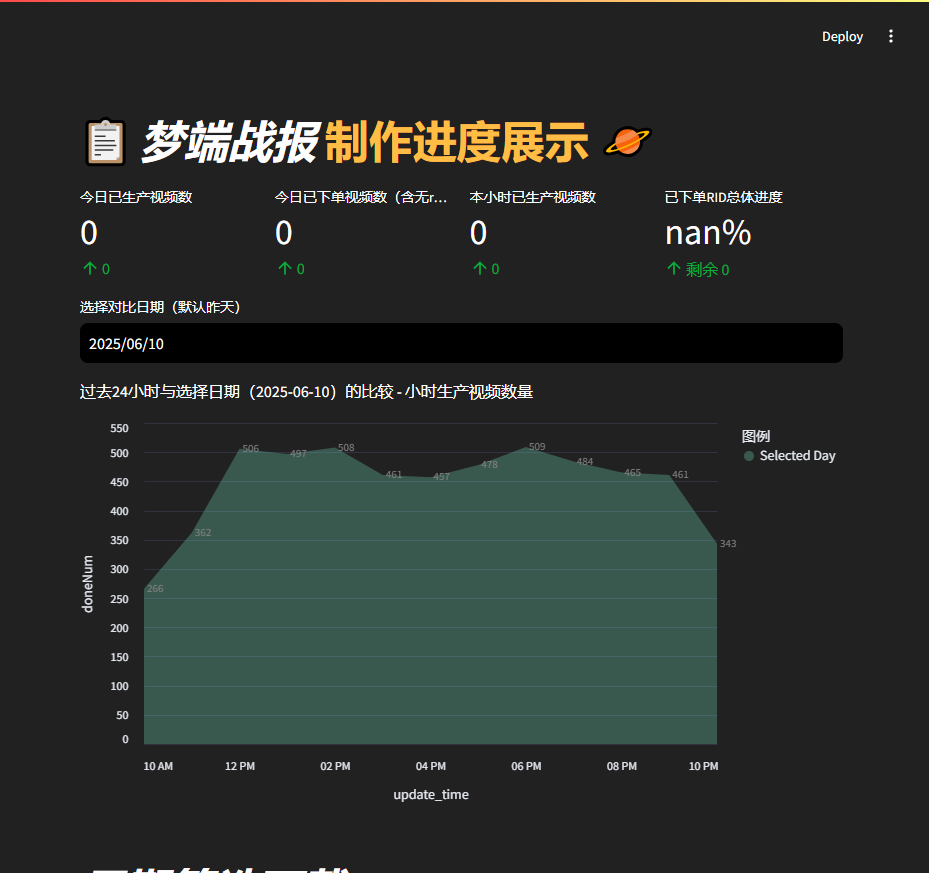 Deploy
梦端战报制作进度展示
今日已生产视频数
0
↑ 0
今日已下单视频数（含无r...
0
↑ 0
本小时已生产视频数
0
↑ 0
已下单RID总体进度
nan%
↑ 剩余 0
选择对比日期（默认昨天）
2025/06/10
过去24小时与选择日期（2025-06-10）的比较 - 小时生产视频数量
图例
Selected Day
doneNum
550
500
450
400
350
300
250
200
150
100
50
0
266
362
506
497
508
461
457
478
509
484
465
461
343
10 AM
12 PM
02 PM
04 PM
06 PM
08 PM
10 PM
update_time